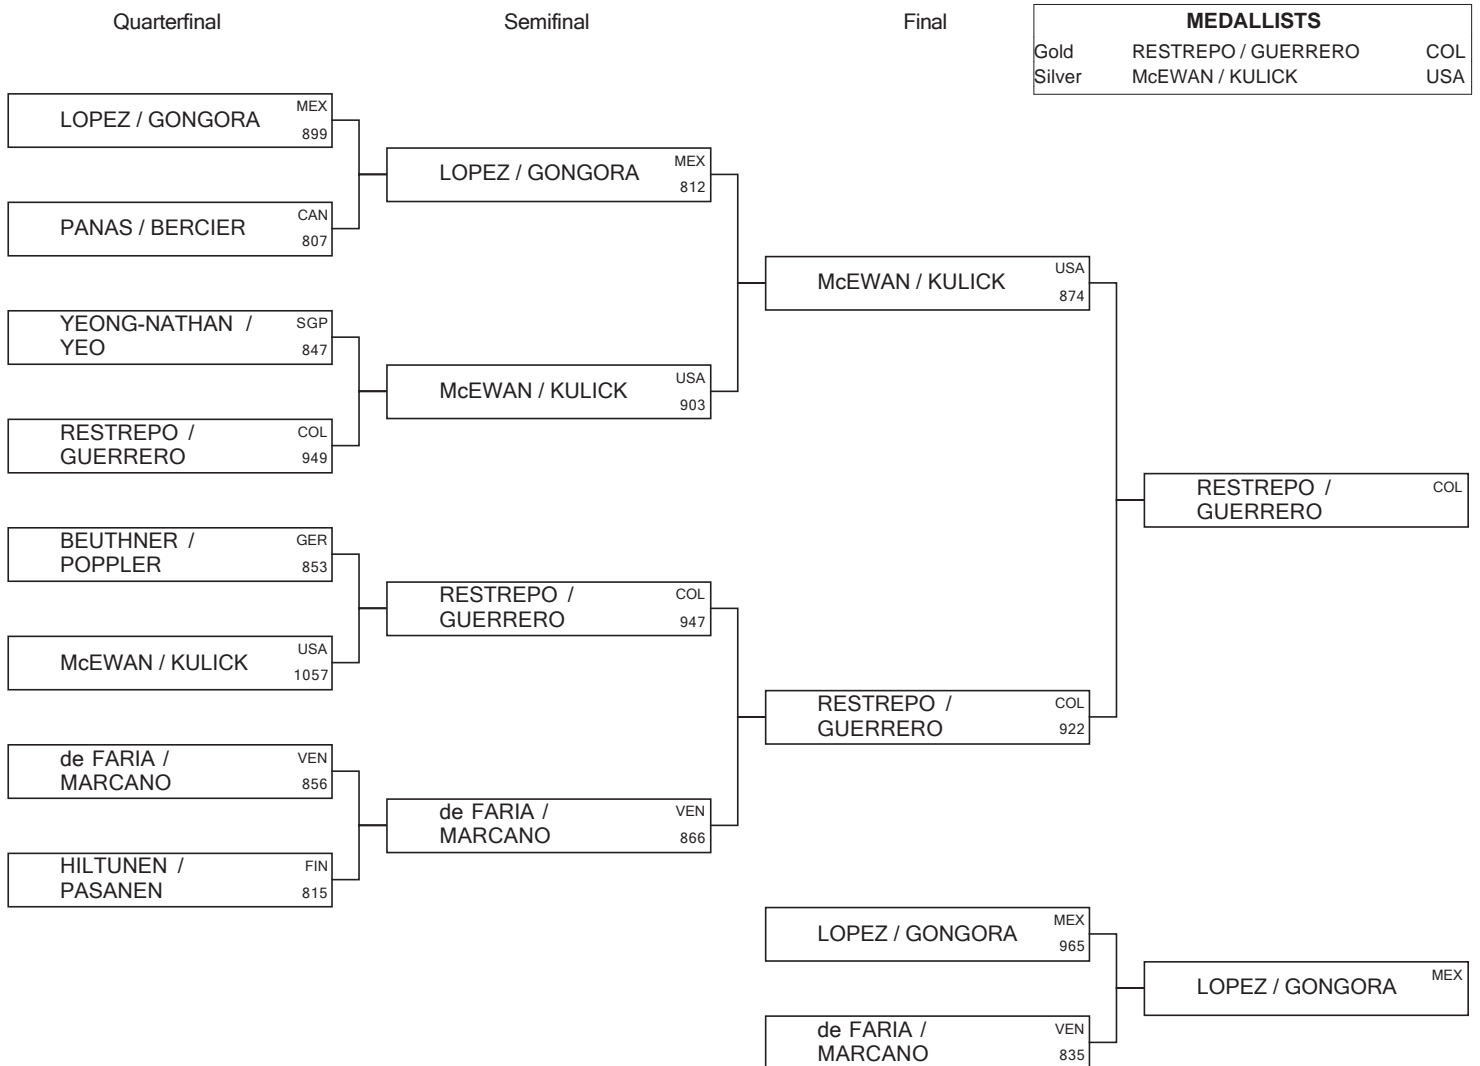 Quarterfinal Semifinal Final
MEDALLISTS
Gold RESTREPO / GUERRERO COL
Silver McEWAN / KULICK USA
LOPEZ / GONGORA MEX
899
PANAS / BERCIER CAN
807
YEONG-NATHAN / SGP
YEO 847
RESTREPO / COL
GUERRERO 949
BEUTHNER / GER
POPPLER 853
McEWAN / KULICK USA
1057
de FARIA / VEN
MARCANO 856
HILTUNEN / FIN
PASANEN 815
LOPEZ / GONGORA MEX
812
McEWAN / KULICK USA
903
RESTREPO / COL
GUERRERO 947
de FARIA / VEN
MARCANO 866
McEWAN / KULICK USA
874
RESTREPO / COL
GUERRERO 922
RESTREPO / COL
GUERRERO
LOPEZ / GONGORA MEX
965
de FARIA / VEN
MARCANO 835
LOPEZ / GONGORA MEX